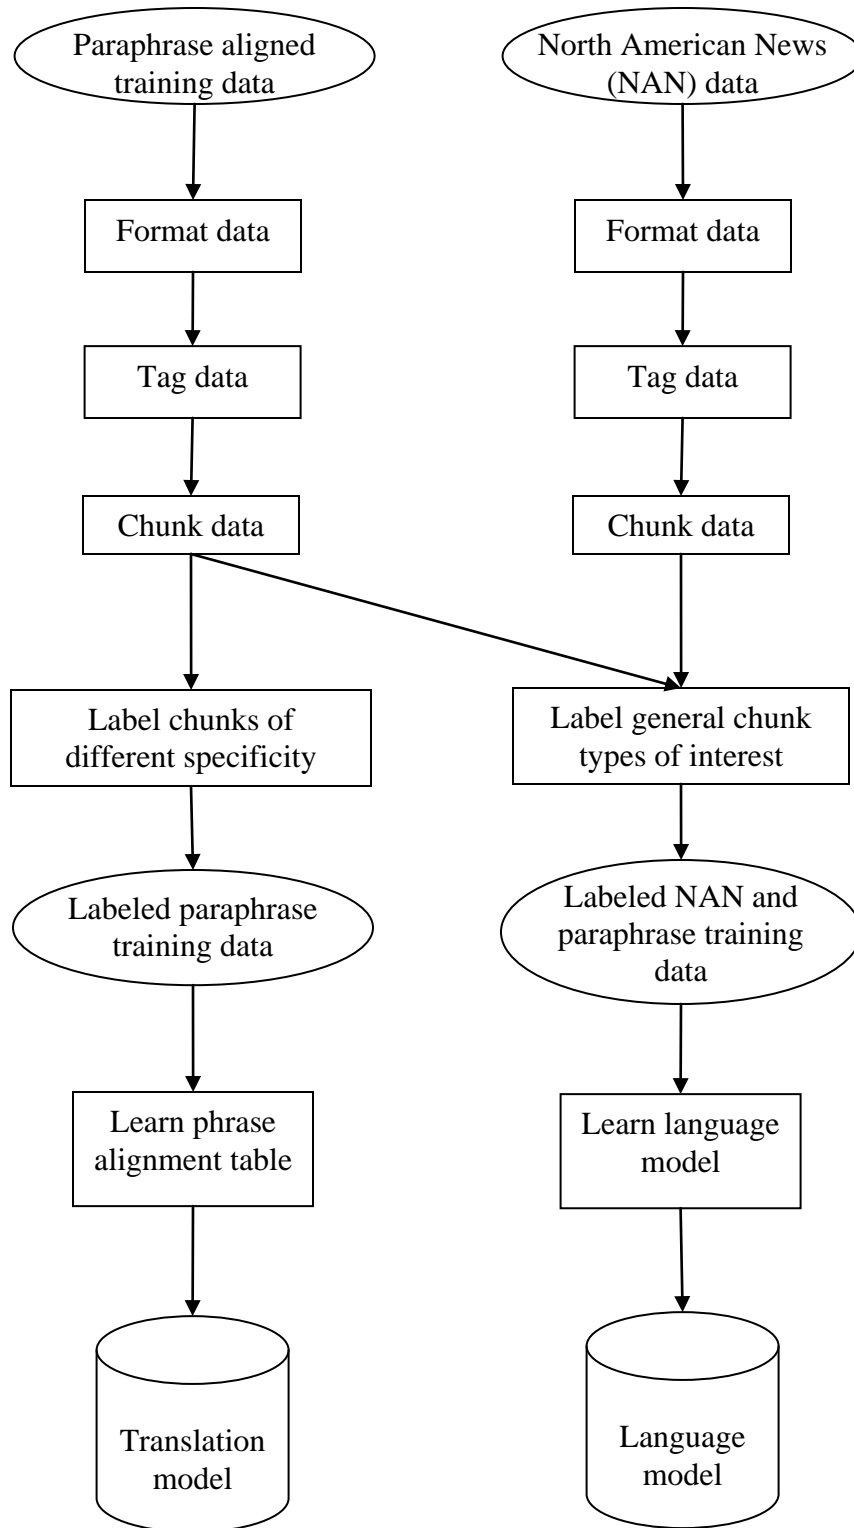 Paraphrase aligned
training data
North American News
(NAN) data
Format data
Format data
Tag data
Tag data
Chunk data
Chunk data
Label chunks of
different specificity
Label general chunk
types of interest
Labeled paraphrase
training data
Labeled NAN and
paraphrase training
data
Learn phrase
alignment table
Learn language
model
Translation
model
Language
model